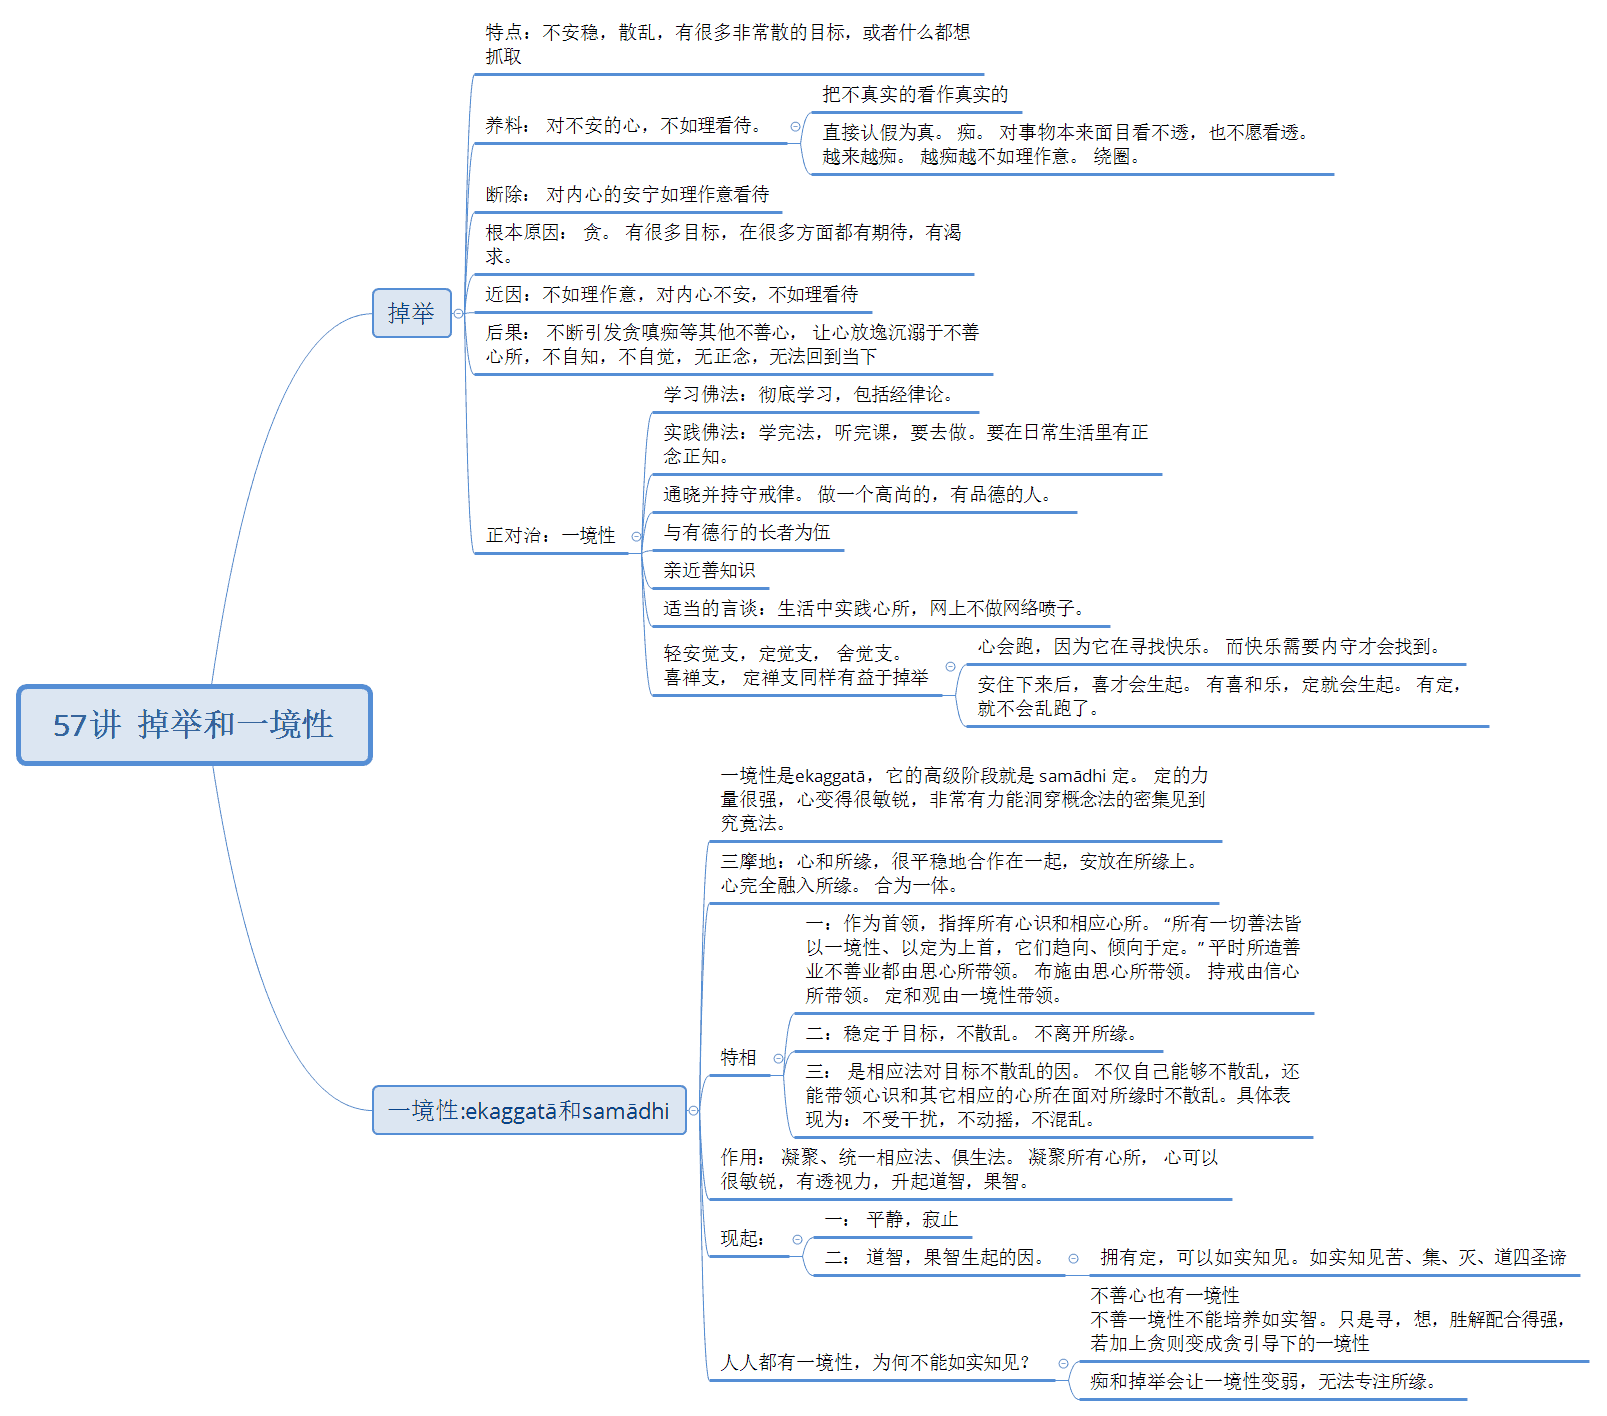 57讲 掉举和一境性
掉举
特点：不安稳，散乱，有很多非常散的目标，或者什么都想
抓取
养料： 对不安的心，不如理看待。
把不真实的看作真实的
直接认假为真。 痴。 对事物本来面目看不透，也不愿看透。
越来越痴。 越痴越不如理作意。 绕圈。
断除： 对内心的安宁如理作意看待
根本原因： 贪。 有很多目标，在很多方面都有期待，有渴
求。
近因：不如理作意，对内心不安，不如理看待
后果： 不断引发贪嗔痴等其他不善心， 让心放逸沉溺于不善
心所，不自知，不自觉，无正念，无法回到当下
正对治：一境性
学习佛法：彻底学习，包括经律论。
实践佛法：学完法，听完课，要去做。要在日常生活里有正
念正知。
通晓并持守戒律。 做一个高尚的，有品德的人。
与有德行的长者为伍
亲近善知识
适当的言谈：生活中实践心所，网上不做网络喷子。
轻安觉支，定觉支， 舍觉支。
喜禅支， 定禅支同样有益于掉举
心会跑，因为它在寻找快乐。 而快乐需要内守才会找到。
安住下来后，喜才会生起。 有喜和乐，定就会生起。 有定，
就不会乱跑了。
一境性:ekaggatā和samādhi
一境性是ekaggatā，它的高级阶段就是 samādhi 定。 定的力
量很强，心变得很敏锐，非常有力能洞穿概念法的密集见到
究竟法。
三摩地：心和所缘，很平稳地合作在一起，安放在所缘上。
心完全融入所缘。 合为一体。
特相
一：作为首领，指挥所有心识和相应心所。 “所有一切善法皆
以一境性、以定为上首，它们趋向、倾向于定。” 平时所造善
业不善业都由思心所带领。 布施由思心所带领。 持戒由信心
所带领。 定和观由一境性带领。
二：稳定于目标，不散乱。 不离开所缘。
三： 是相应法对目标不散乱的因。 不仅自己能够不散乱，还
能带领心识和其它相应的心所在面对所缘时不散乱。具体表
现为：不受干扰，不动摇，不混乱。
作用： 凝聚、统一相应法、俱生法。 凝聚所有心所， 心可以
很敏锐，有透视力，升起道智，果智。
现起：
一： 平静，寂止
二： 道智，果智生起的因。
拥有定，可以如实知见。如实知见苦、集、灭、道四圣谛
人人都有一境性，为何不能如实知见？
不善心也有一境性
不善一境性不能培养如实智。只是寻，想，胜解配合得强，
若加上贪则变成贪引导下的一境性
痴和掉举会让一境性变弱，无法专注所缘。